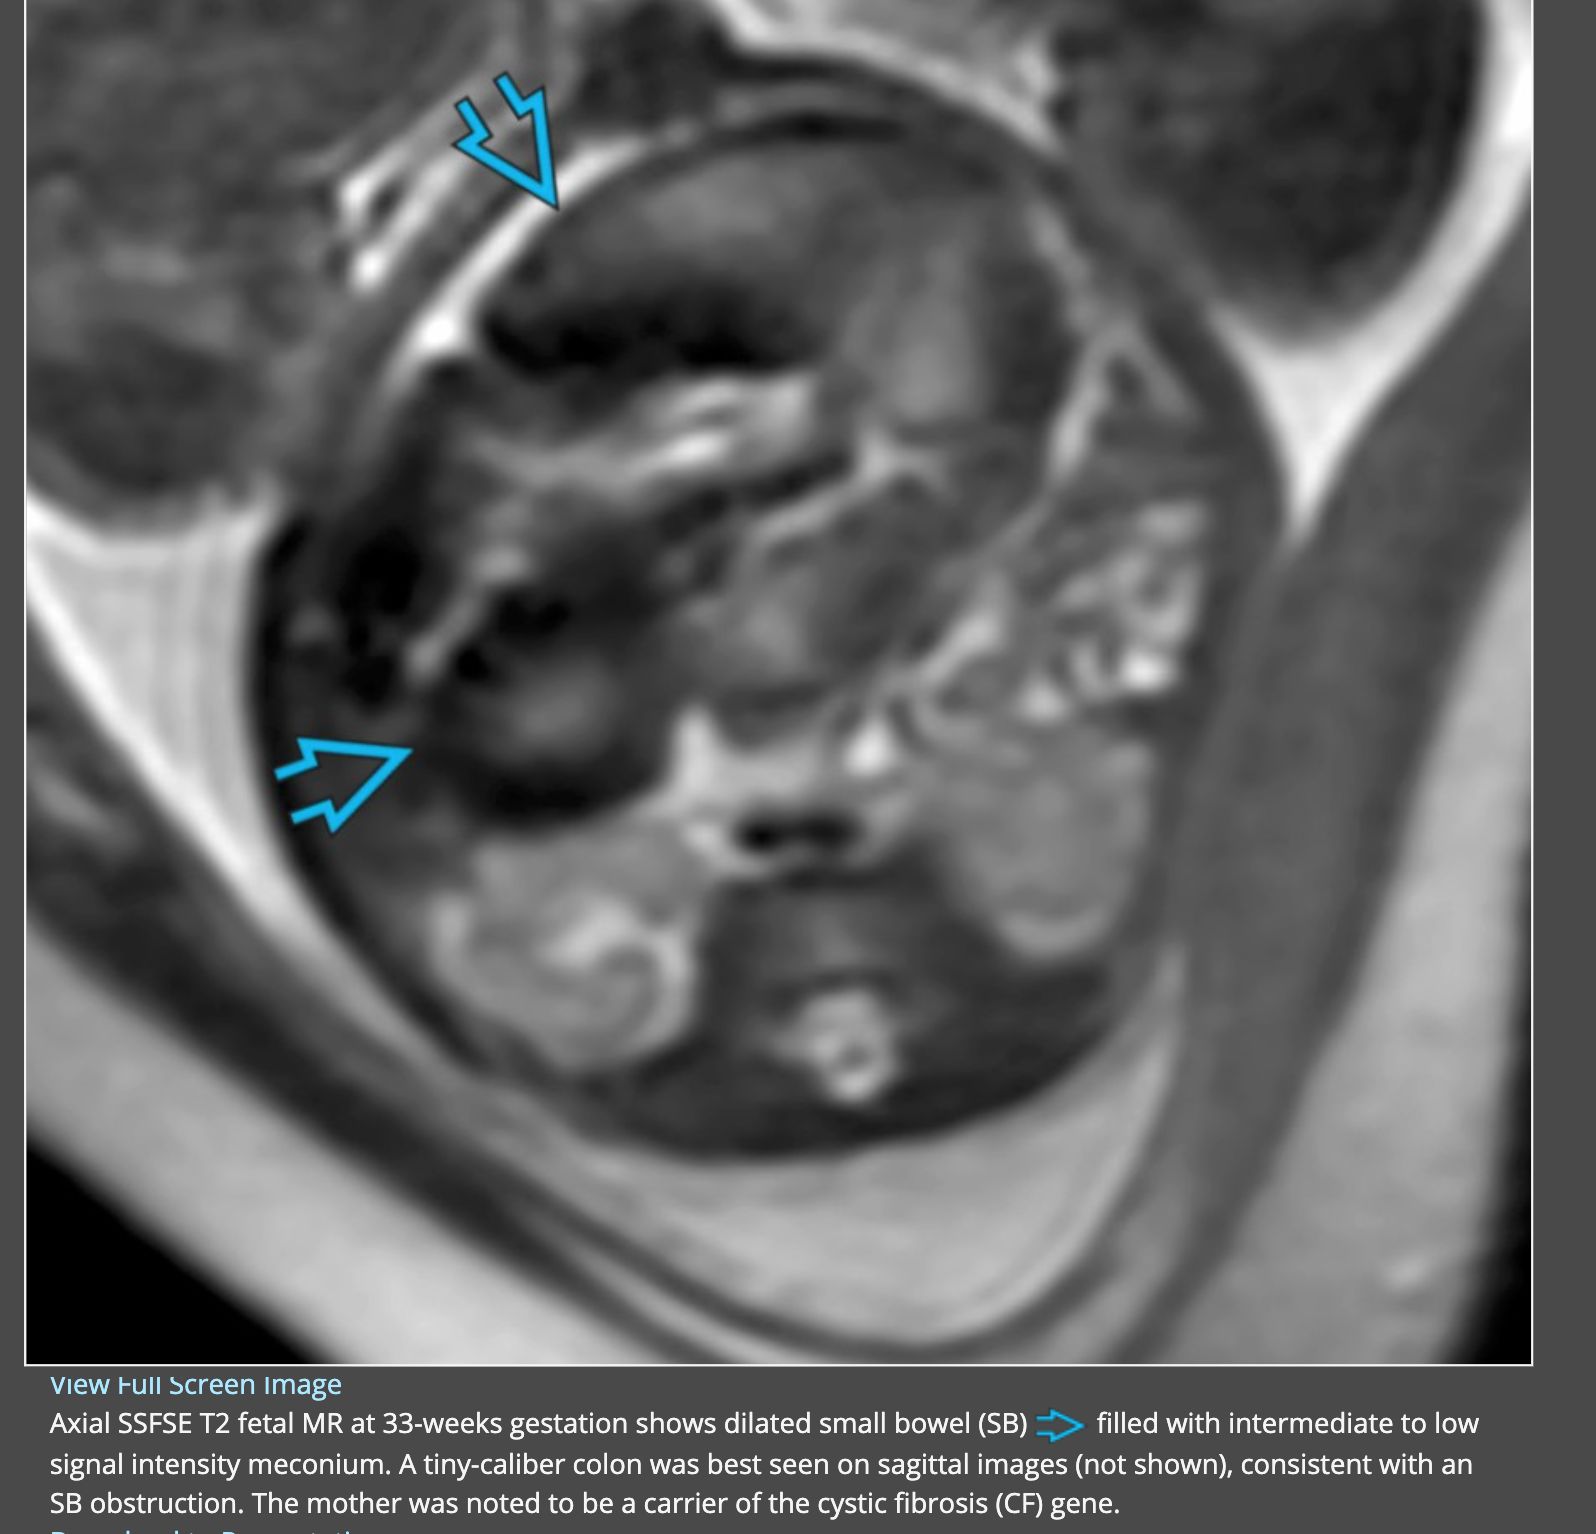 View Full Screen Image
Axial SSFSE T2 fetal MR at 33-weeks gestation shows dilated small bowel (SB) filled with intermediate to low
signal intensity meconium. A tiny-caliber colon was best seen on sagittal images (not shown), consistent with an
SB obstruction. The mother was noted to be a carrier of the cystic fibrosis (CF) gene.